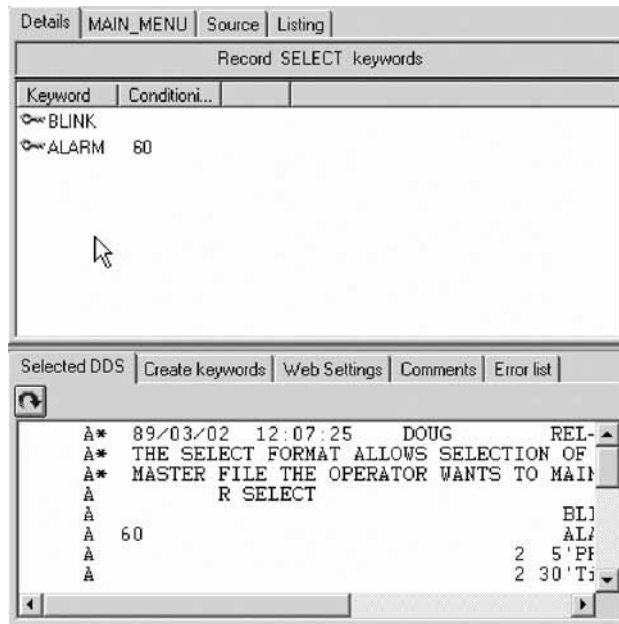 Details MAIN_MENU Source Listing
Record SELECT keywords
Keyword Conditioni...
BLINK
ALARM 60
Selected DDS Create keywords Web Settings Comments Error list
A* 89/03/02 12:07:25 DOUG REL-
A* THE SELECT FORMAT ALLOWS SELECTION OF
A* MASTER FILE THE OPERATOR WANTS TO
A R SELECT
A
A 60
A 2 5
A 2 30